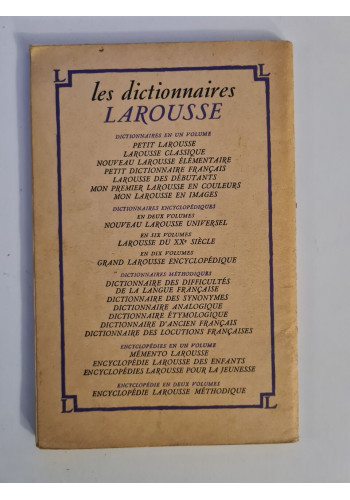 L L
les dictionnaires
LAROUSSE
DICTIONNAIRES EN UN VOLUME
PETIT LAROUSSE
LAROUSSE CLASSIQUE
NOUVEAU LAROUSSE ÉLÉMENTAIRE
PETIT DICTIONNAIRE FRANÇAIS
LAROUSSE DES DÉBUTANTS
MON PREMIER LAROUSSE EN COULEURS
MON LAROUSSE EN IMAGES
DICTIONNAIRES ENCYCLOPÉDIQUES
EN DEUX VOLUMES
NOUVEAU LAROUSSE UNIVERSEL
EN SIX VOLUMES
LAROUSSE DU XXe SIÈCLE
EN DIX VOLUMES
GRAND LAROUSSE ENCYCLOPÉDIQUE
DICTIONNAIRES MÉTHODIQUES
DICTIONNAIRE DES DIFFICULTÉS
DE LA LANGUE FRANÇAISE
DICTIONNAIRE DES SYNONYMES
DICTIONNAIRE ANALOGIQUE
DICTIONNAIRE ÉTYMOLOGIQUE
DICTIONNAIRE D'ANCIEN FRANÇAIS
DICTIONNAIRE DES LOCUTIONS FRANÇAISES
ENCYCLOPÉDIES EN UN VOLUME
MÉMENTO LAROUSSE
ENCYCLOPÉDIE LAROUSSE DES ENFANTS
ENCYCLOPÉDIES LAROUSSE POUR LA JEUNESSE
ENCYCLOPÉDIE EN DEUX VOLUMES
ENCYCLOPÉDIE LAROUSSE MÉTHODIQUE
L L